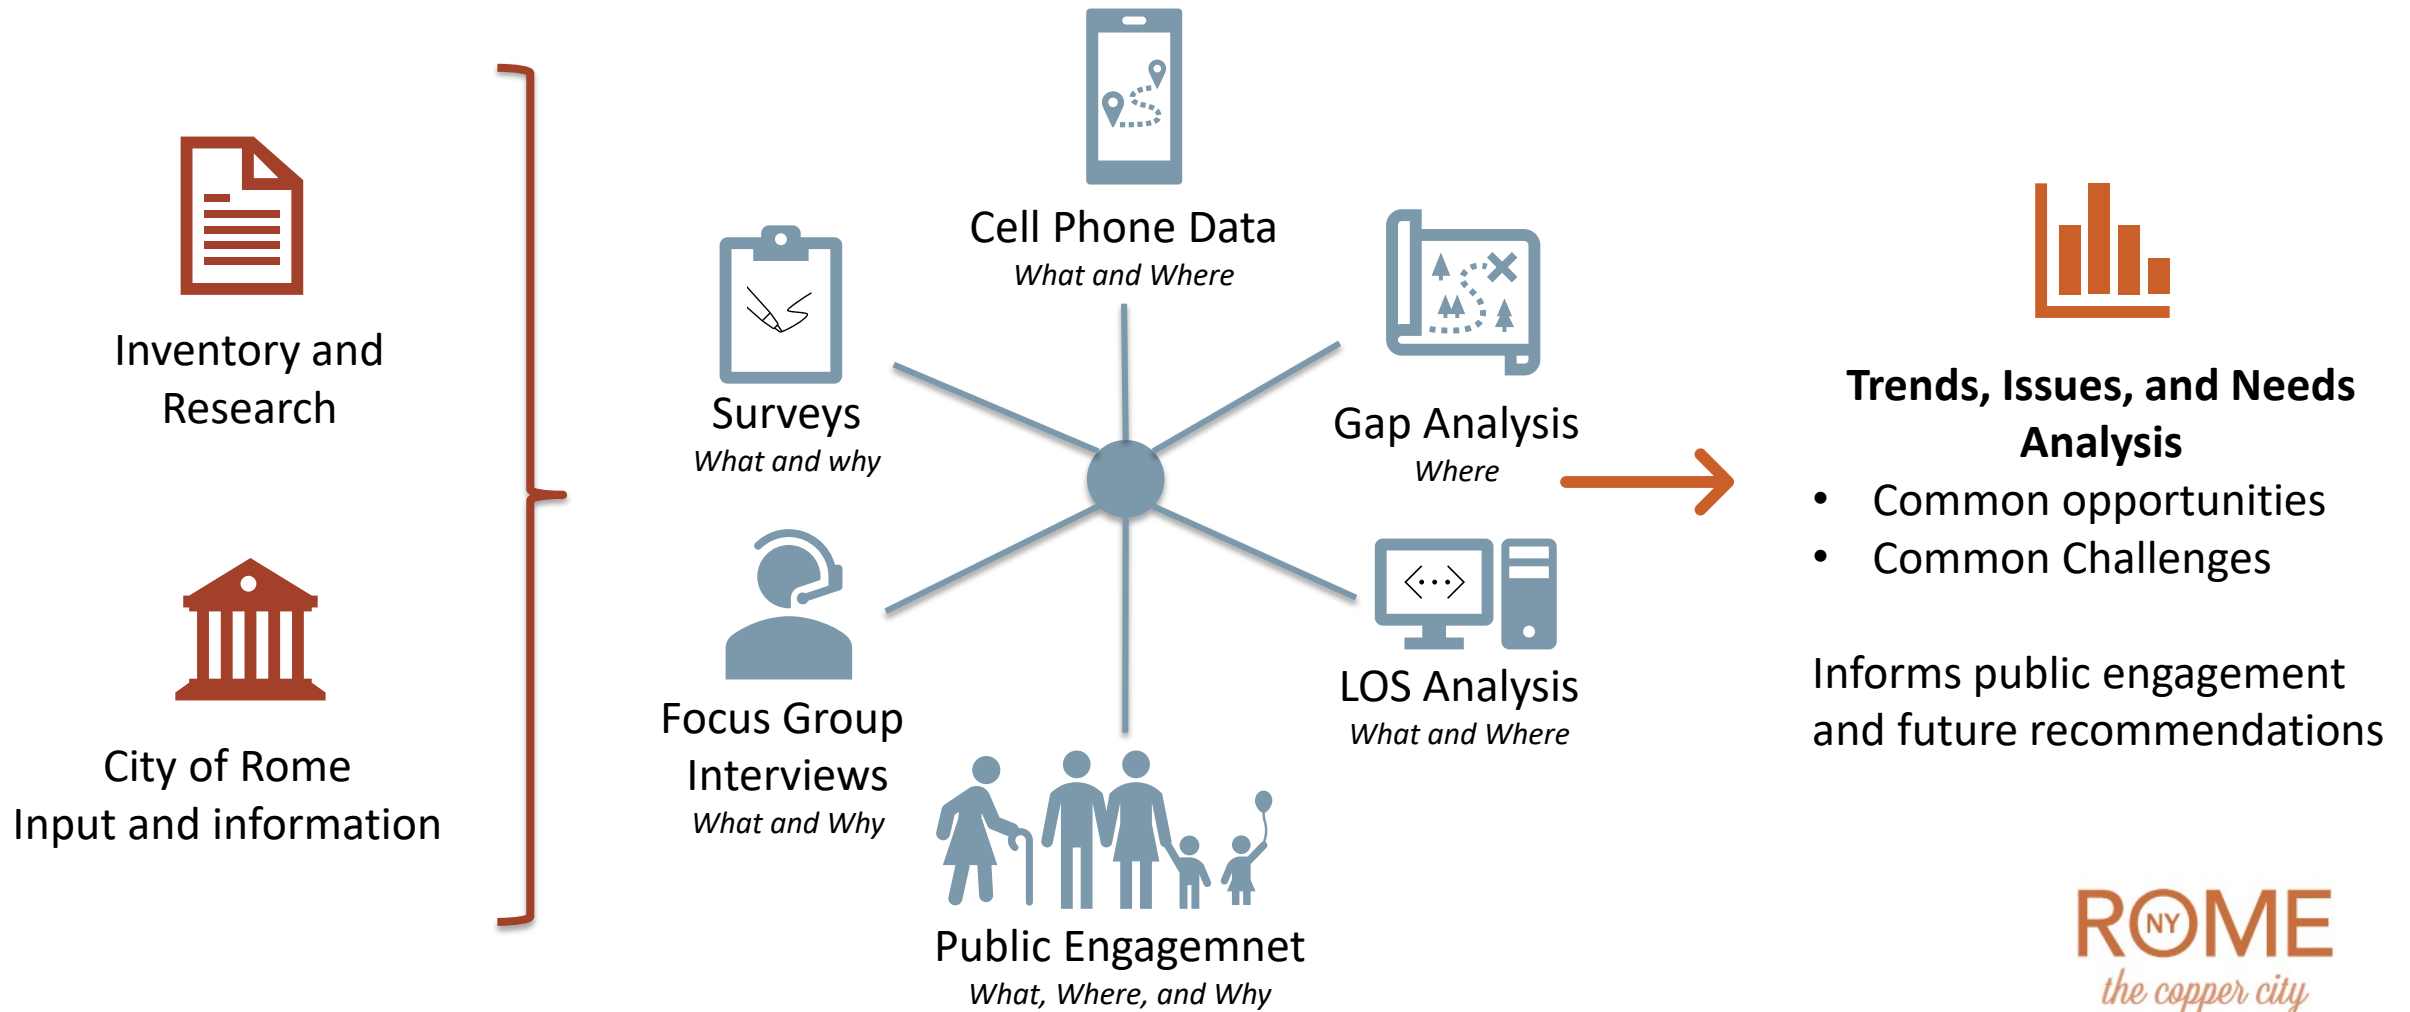 Inventory and
Research
City of Rome
Input and information
Cell Phone Data
What and Where
Surveys
What and why
Gap Analysis
Where
Focus Group
Interviews
What and Why
LOS Analysis
What and Where
Public Engagemnet
What, Where, and Why
Trends, Issues, and Needs
Analysis
• Common opportunities
• Common Challenges
Informs public engagement
and future recommendations
ROME
NY
the copper city